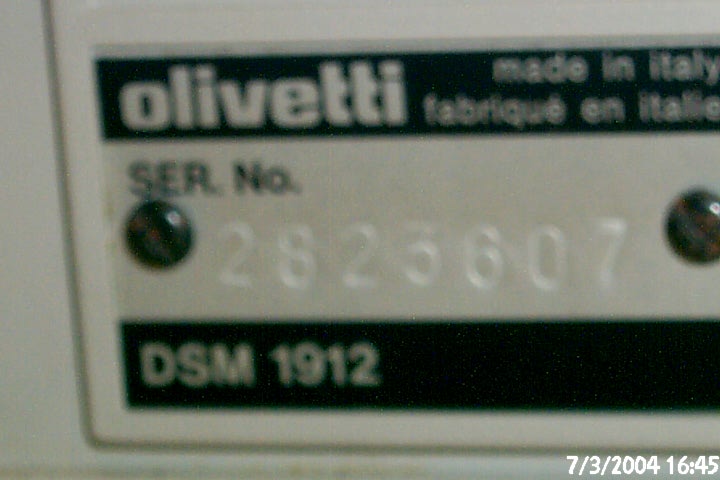 olivetti
made in italy
fabriqué en italie
SER. No.
2823607
DSM 1912
7/3/2004 16:45